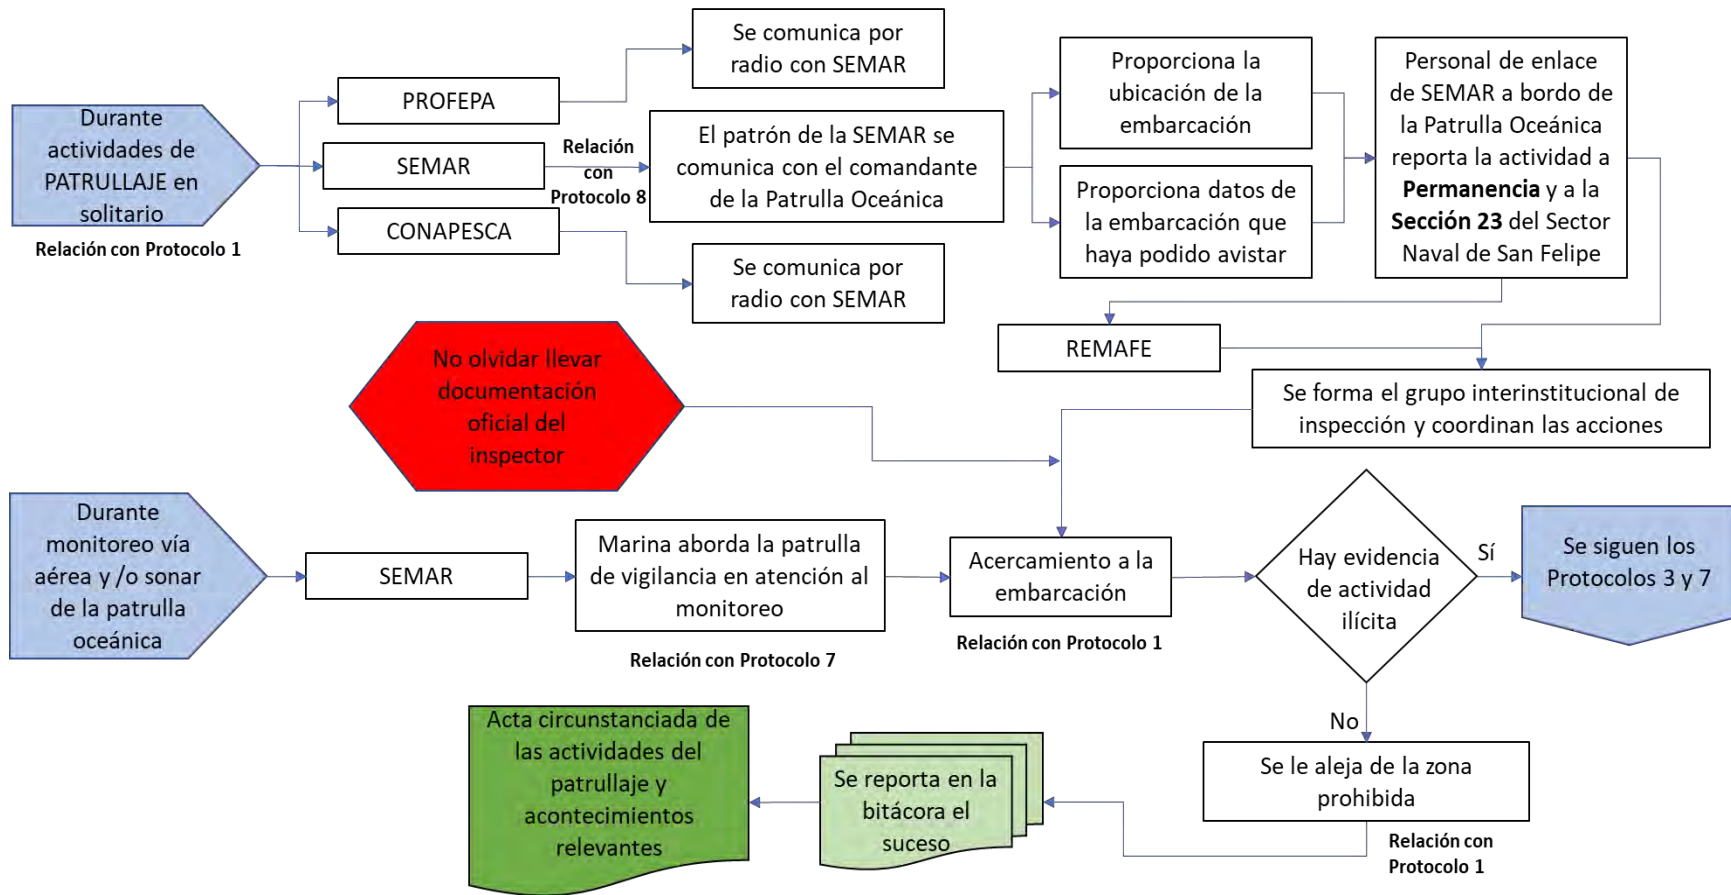 Durante
actividades de
PATRULLAJE en
solitario
Relación con Protocolo 1
PROFEPA
SEMAR
CONAPESCA
Se comunica por
radio con SEMAR
Relación
con
Protocolo 8
El patrón de la SEMAR se
comunica con el comandante
de la Patrulla Oceánica
Se comunica por
radio con SEMAR
Proporciona la
ubicación de la
embarcación
Proporciona datos de
la embarcación que
haya podido avistar
Personal de enlace
de SEMAR a bordo de
la Patrulla Oceánica
reporta la actividad a
Permanencia y a la
Sección 23 del Sector
Naval de San Felipe
REMAFE
Se forma el grupo interinstitucional de
inspección y coordinan las acciones
No olvidar llevar
documentación
oficial del
inspector
Durante
monitoreo vía
aérea y /o sonar
de la patrulla
oceánica
SEMAR
Marina aborda la patrulla
de vigilancia en atención al
monitoreo
Relación con Protocolo 7
Acercamiento a la
embarcación
Relación con Protocolo 1
Hay evidencia
de actividad
ilícita
Sí
Se siguen los
Protocolos 3 y 7
No
Se le aleja de la zona
prohibida
Relación con
Protocolo 1
Se reporta en la
bitácora el
suceso
Acta circunstanciada de
las actividades del
patrullaje y
acontecimientos
relevantes